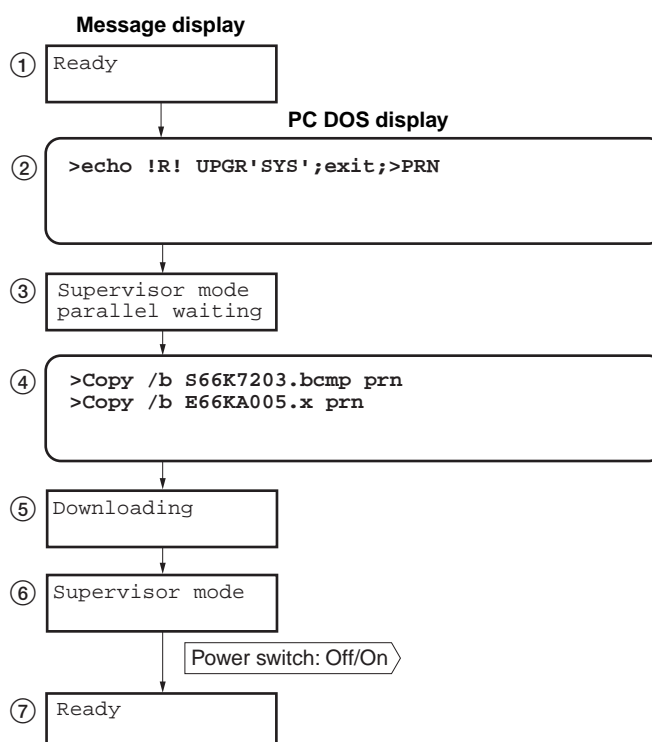 Message display
① Ready
PC DOS display
② >echo !R! UPGR'SYS';exit;>PRN
③ Supervisor mode
parallel waiting
④ >Copy /b S66K7203.bcmp prn
>Copy /b E66KA005.x prn
⑤ Downloading
⑥ Supervisor mode
Power switch: Off/On
⑦ Ready